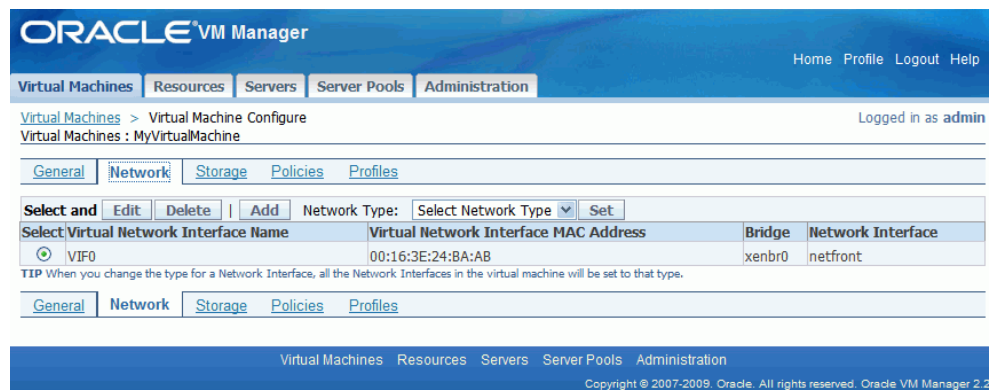 ORACLE VM Manager
Home Profile Logout Help
Virtual Machines Resources Servers Server Pools Administration
Virtual Machines > Virtual Machine Configure Logged in as admin
Virtual Machines : MyVirtualMachine
General Network Storage Policies Profiles
Select and Edit Delete | Add Network Type: Select Network Type Set
Select Virtual Network Interface Name Virtual Network Interface MAC Address Bridge Network Interface
VIF0 00:16:3E:24:BA:AB xenbr0 netfront
TIP When you change the type for a Network Interface, all the Network Interfaces in the virtual machine will be set to that type.
General Network Storage Policies Profiles
Virtual Machines Resources Servers Server Pools Administration
Copyright © 2007-2009. Oracle. All rights reserved. Oracle VM Manager 2.2